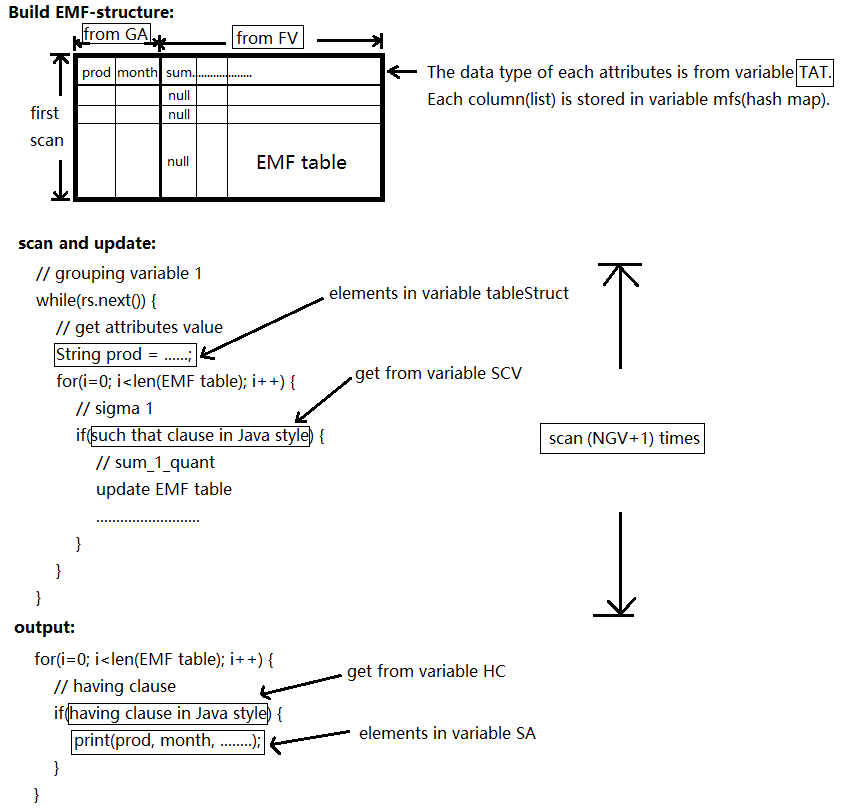 Build EMF-structure:
from GA
from FV
prod month sum....................
The data type of each attributes is from variable TAT.
null
Each column(list) is stored in variable mfs(hash map).
first
null
scan
null
EMF table
scan and update:
// grouping variable 1
while(rs.next()) {
elements in variable tableStruct
// get attributes value
String prod = ......;
for(i=0; i<len(EMF table); i++) {
get from variable SCV
// sigma 1
if(such that clause in Java style) {
scan (NGV+1) times
// sum_1_quant
update EMF table
..........................
}
}
}
output:
for(i=0; i<len(EMF table); i++) {
get from variable HC
// having clause
if(having clause in Java style) {
print(prod, month, ........);
elements in variable SA
}
}